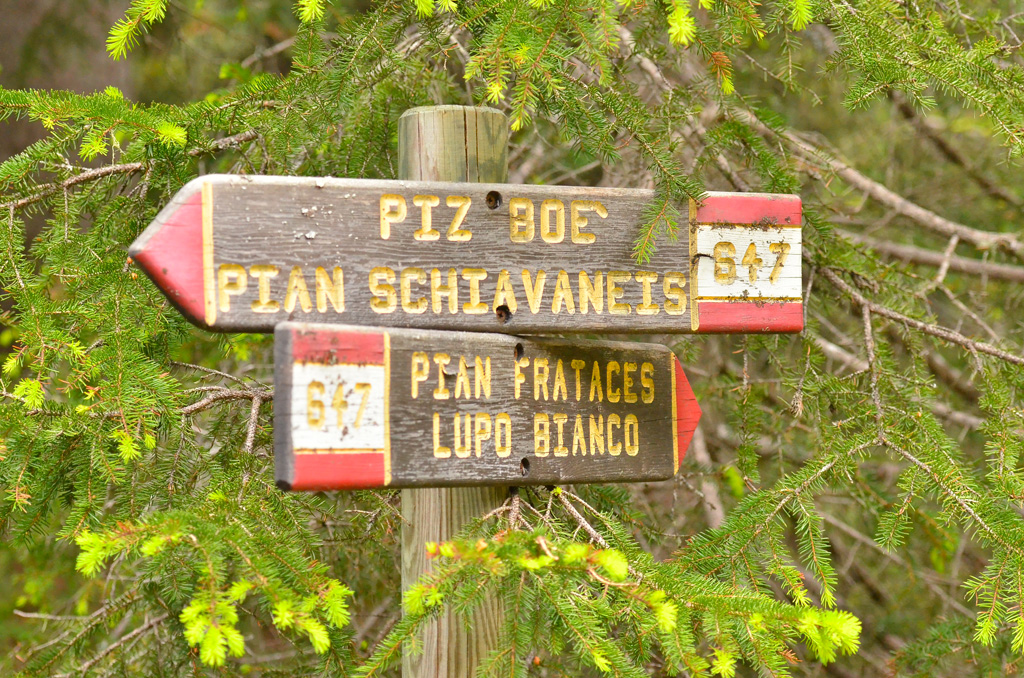 PIZ BOE
PIAN SCHIAVANEIS
647
647
PIAN FRATACES
LUPO BIANCO